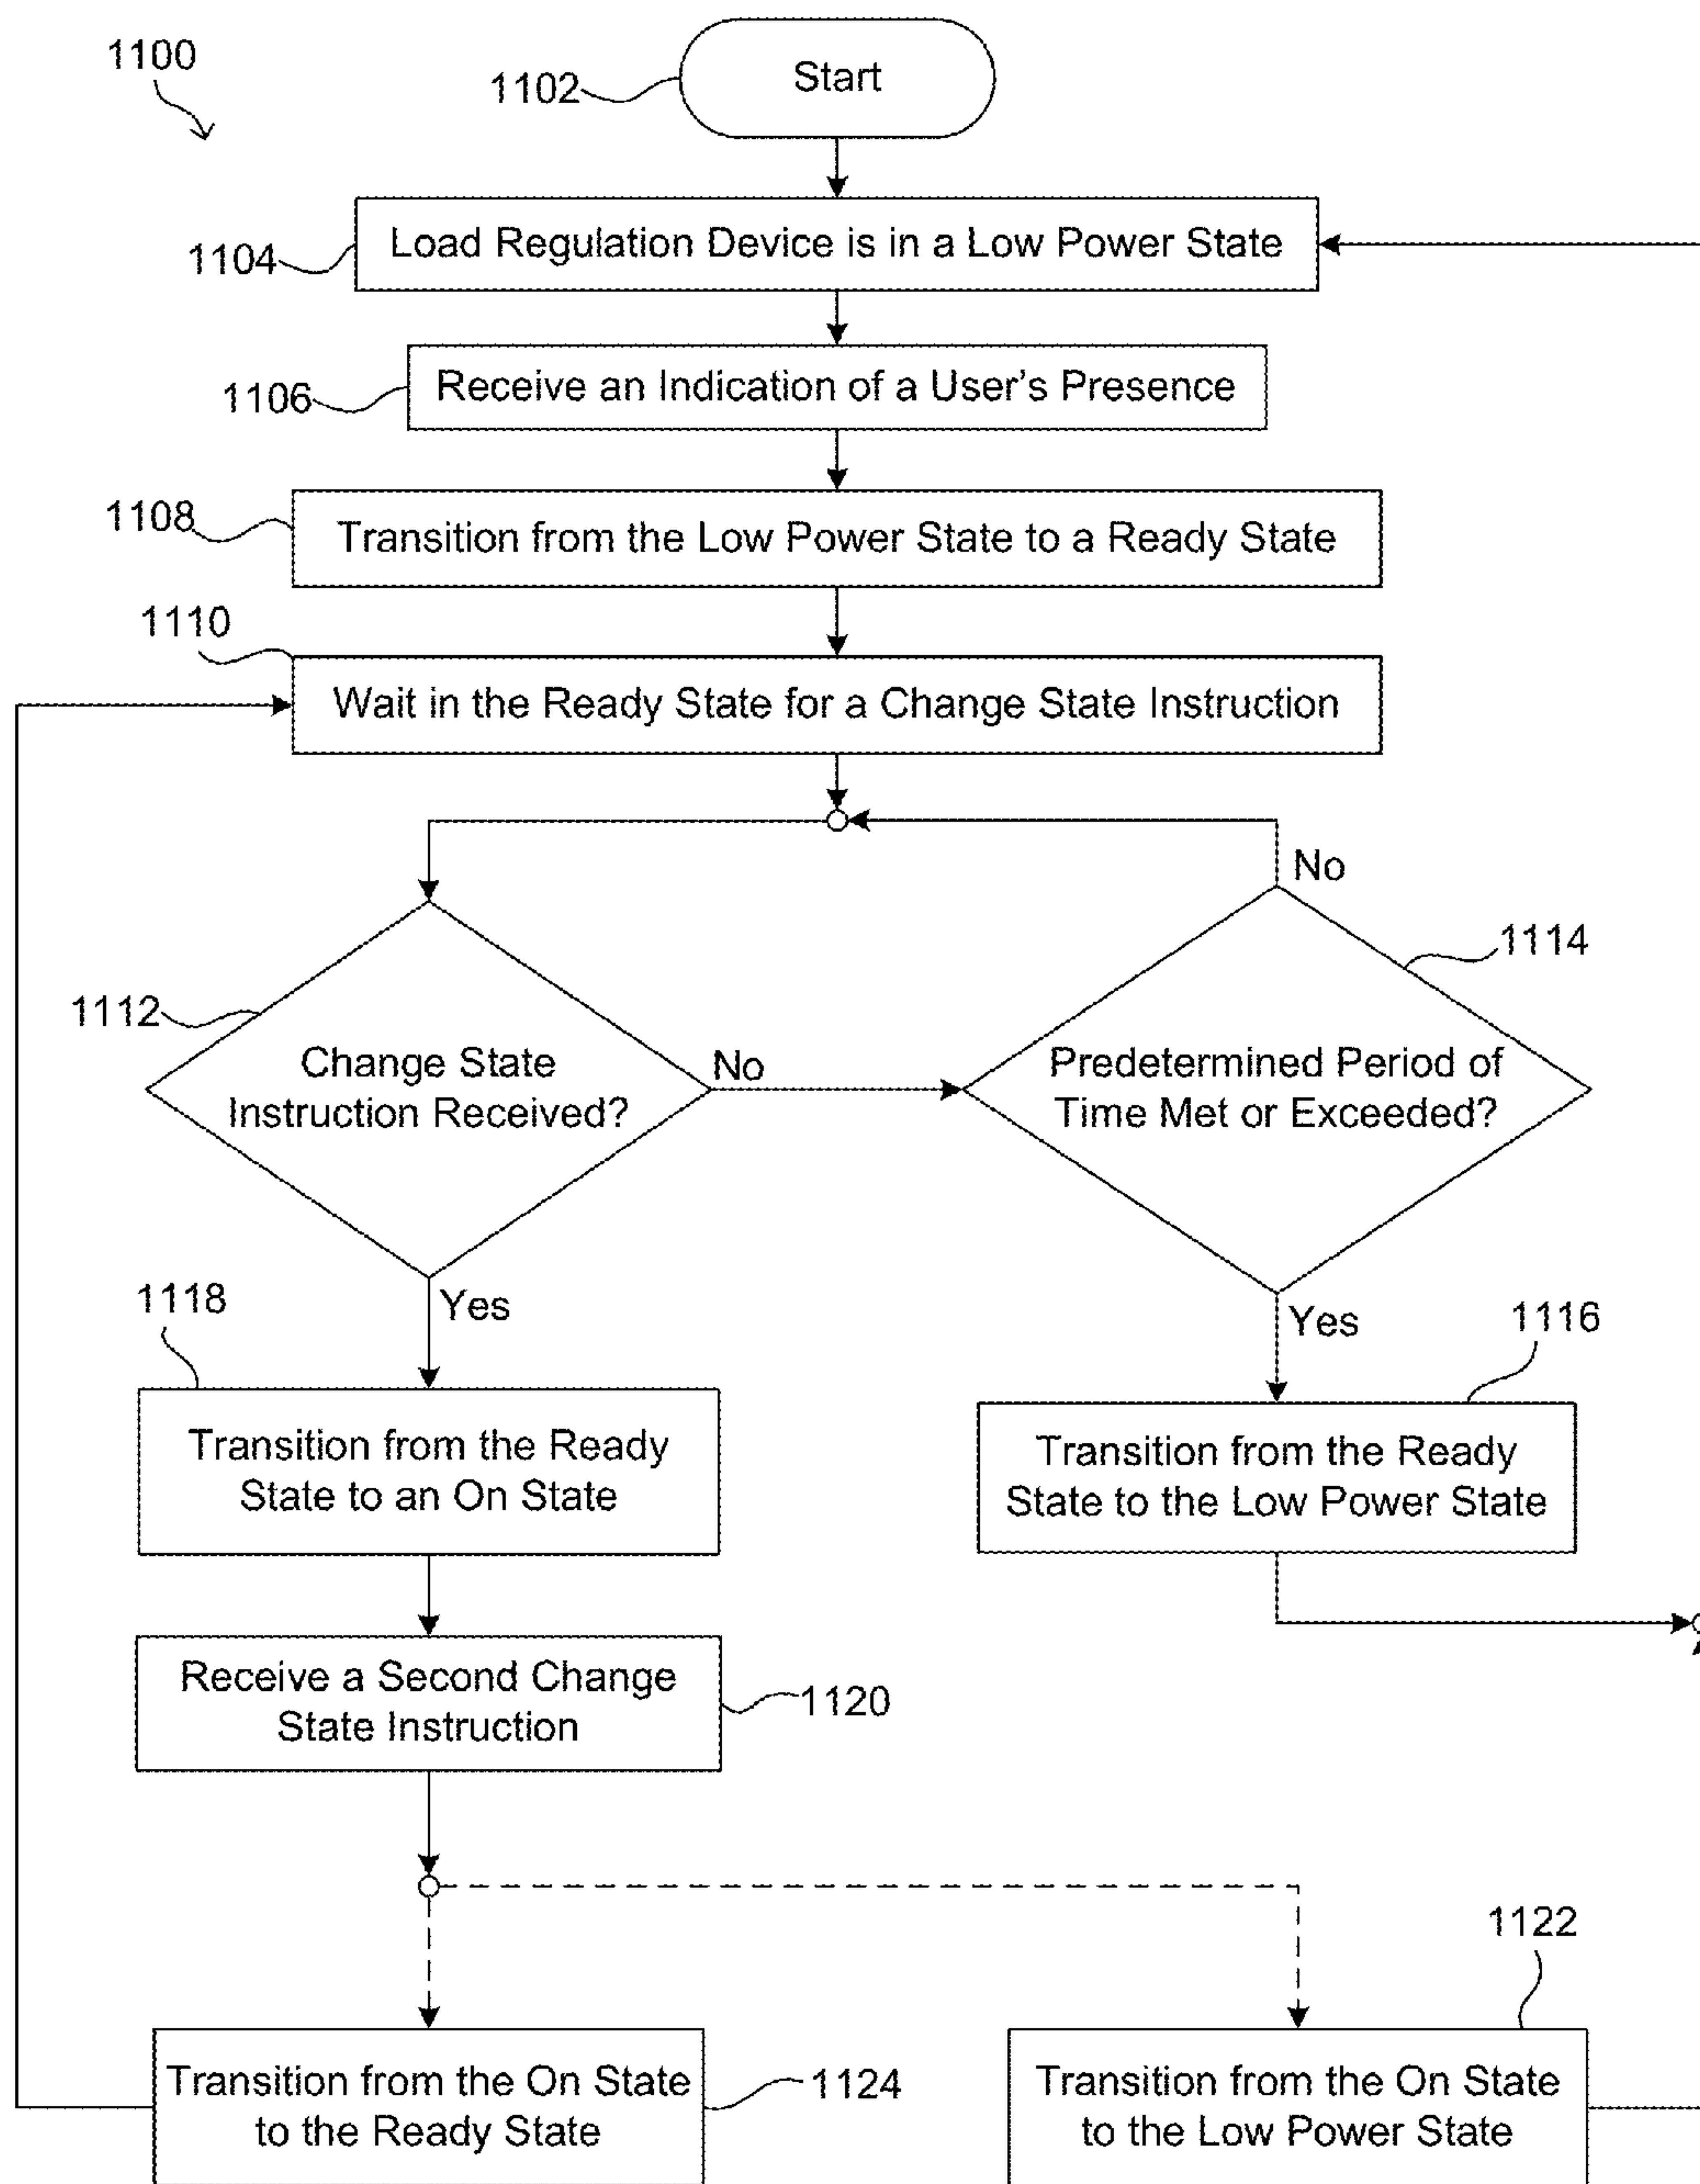 1100
1102
Start
1104
Load Regulation Device is in a Low Power State
1106
Receive an Indication of a User's Presence
1108
Transition from the Low Power State to a Ready State
1110
Wait in the Ready State for a Change State Instruction
No
1114
1112
Change State
Instruction Received?
No
Predetermined Period of
Time Met or Exceeded?
1118
Yes
Yes
1116
Transition from the Ready
State to an On State
Transition from the Ready
State to the Low Power State
Receive a Second Change
State Instruction
1120
1122
Transition from the On State
to the Ready State
1124
Transition from the On State
to the Low Power State